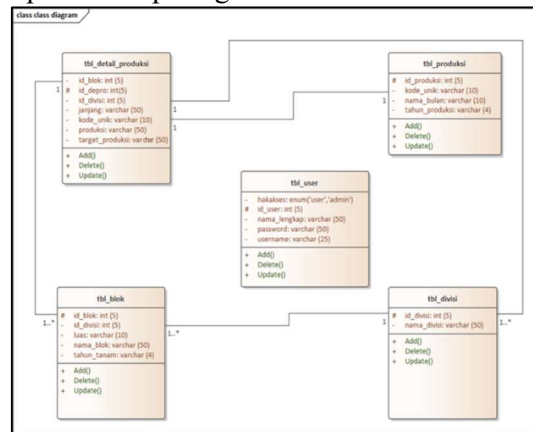 class class diagram
tbl_detail_produksi
- id_blok: int (5)
# id_depro: int(5)
- id_divisi: int (5)
- janjang: varchar (50)
- kode_unik: varchar (10)
- produksi: varchar (50)
- target_produksi: varchar (50)
+ Add()
+ Delete()
+ Update()
tbl_produksi
# id_produksi: int (5)
- kode_unik: varchar (10)
- nama_bulan: varchar (10)
- tahun_produksi: varchar (4)
+ Add()
+ Delete()
+ Update()
1
1
1
1
tbl_user
- hakakses: enum('user','admin')
# id_user: int (5)
- nama_lengkap: varchar (50)
- password: varchar (50)
- username: varchar (25)
+ Add()
+ Delete()
+ Update()
tbl_blok
# id_blok: int (5)
- id_divisi: int (5)
- luas: varchar (10)
- nama_blok: varchar (50)
- tahun_tanam: varchar (4)
+ Add()
+ Delete()
+ Update()
tbl_divisi
# id_divisi: int (5)
- nama_divisi: varchar (50)
+ Add()
+ Delete()
+ Update()
1..*
1..*
1
1..*